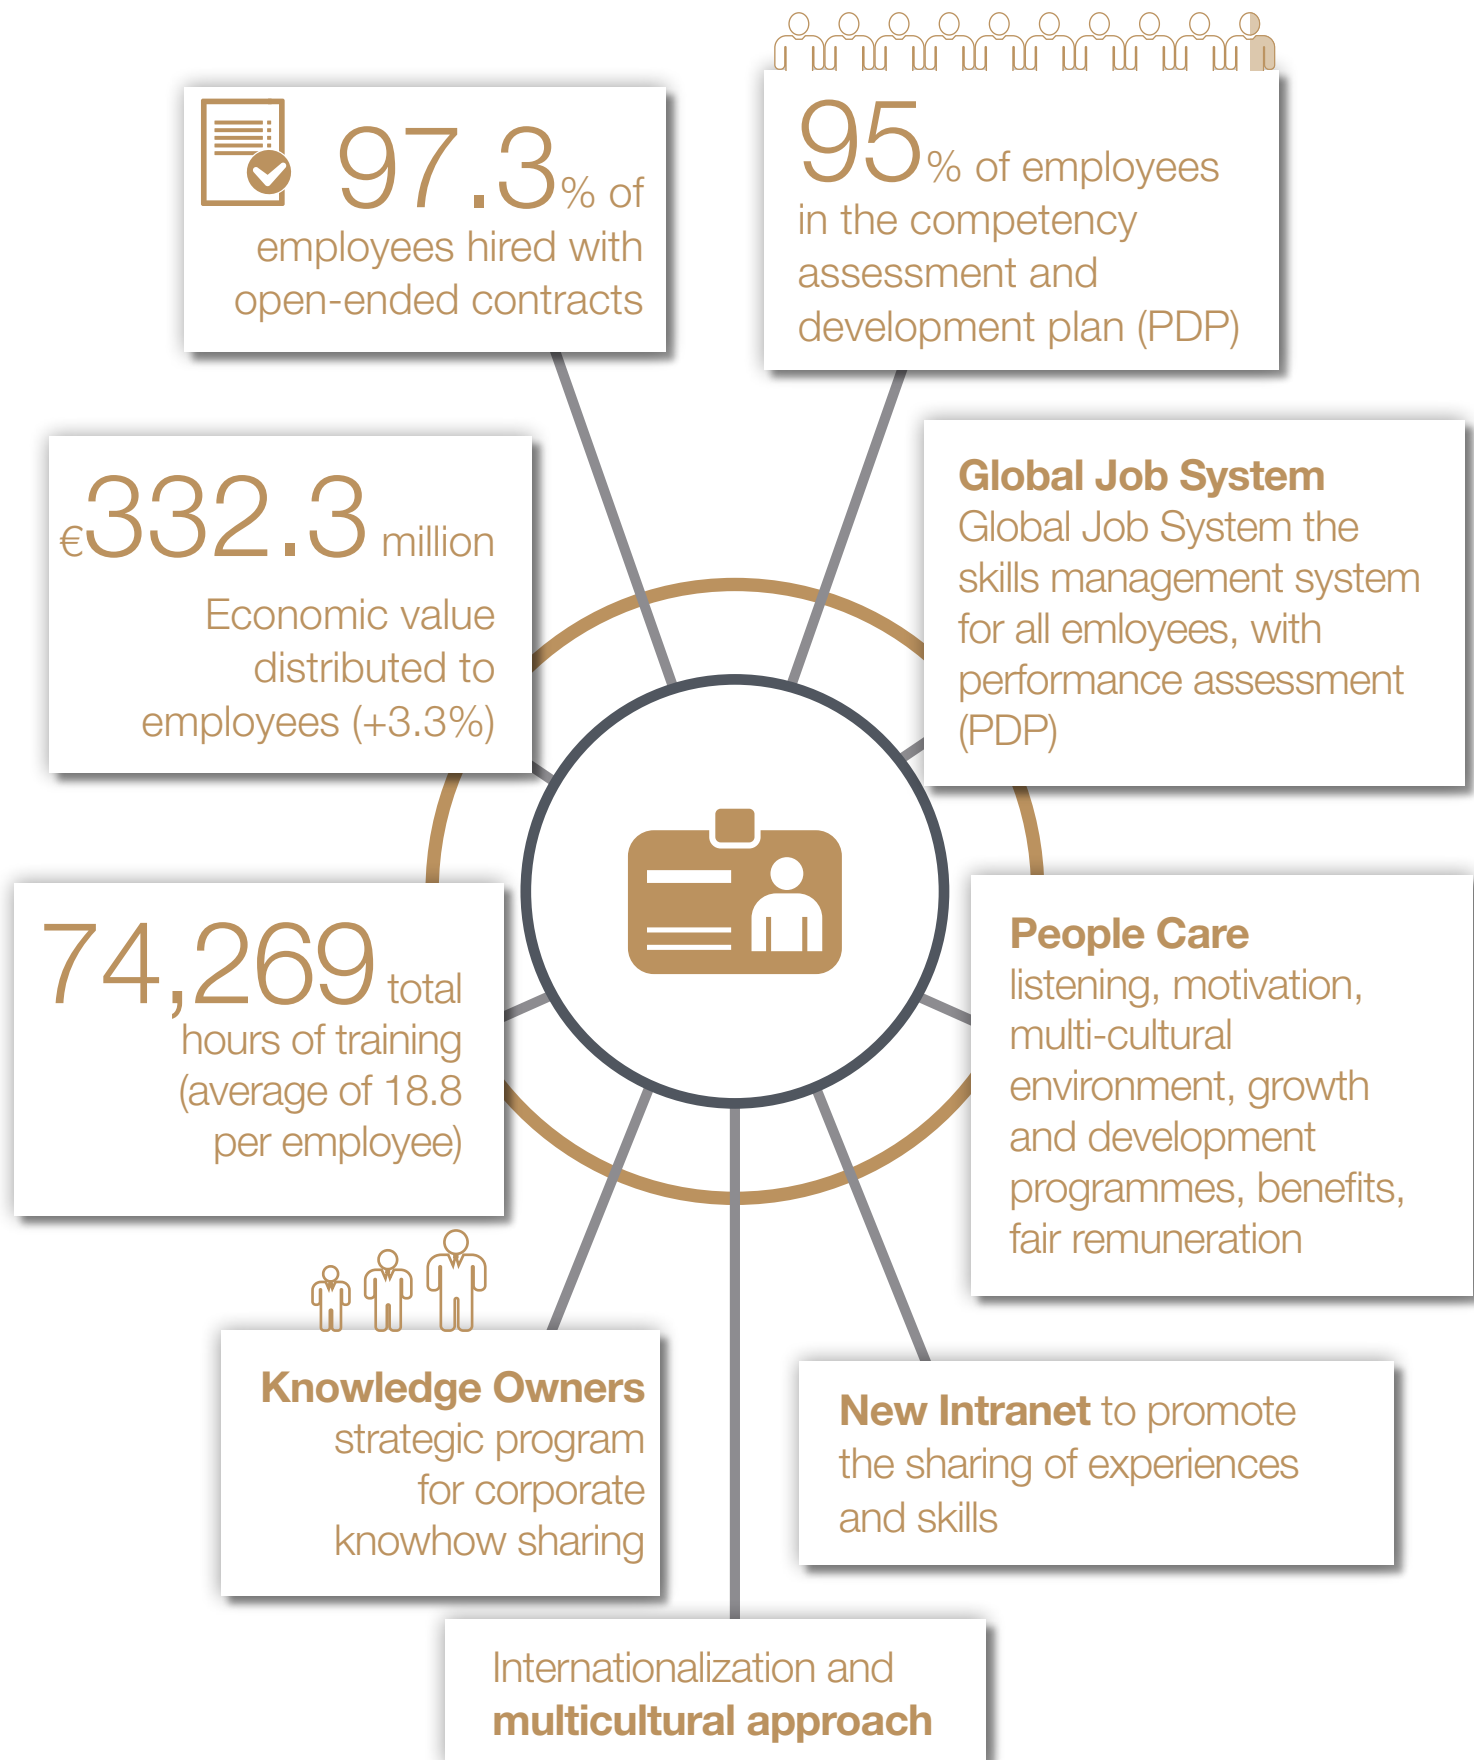 97.3% of
employees hired with
open-ended contracts
95% of employees
in the competency
assessment and
development plan (PDP)
€332.3 million
Economic value
distributed to
employees (+3.3%)
Global Job System
Global Job System the
skills management system
for all emloyees, with
performance assessment
(PDP)
74,269 total
hours of training
(average of 18.8
per employee)
People Care
listening, motivation,
multi-cultural
environment, growth
and development
programmes, benefits,
fair remuneration
Knowledge Owners
strategic program
for corporate
knowhow sharing
New Intranet to promote
the sharing of experiences
and skills
Internationalization and
multicultural approach